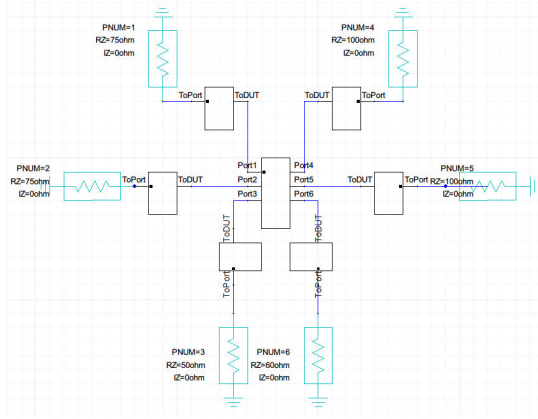 PNUM=1
RZ=75ohm
IZ=0ohm
PNUM=4
RZ=100ohm
IZ=0ohm
ToPort
ToDUT
ToDUT
ToPort
PNUM=2
RZ=75ohm
IZ=0ohm
ToPort
ToDUT
Port1
Port2
Port3
Port4
Port5
Port6
ToDUT
ToPort
PNUM=5
RZ=100ohm
IZ=0ohm
ToDUT
ToPort
ToDUT
ToPort
PNUM=3
RZ=50ohm
IZ=0ohm
PNUM=6
RZ=60ohm
IZ=0ohm